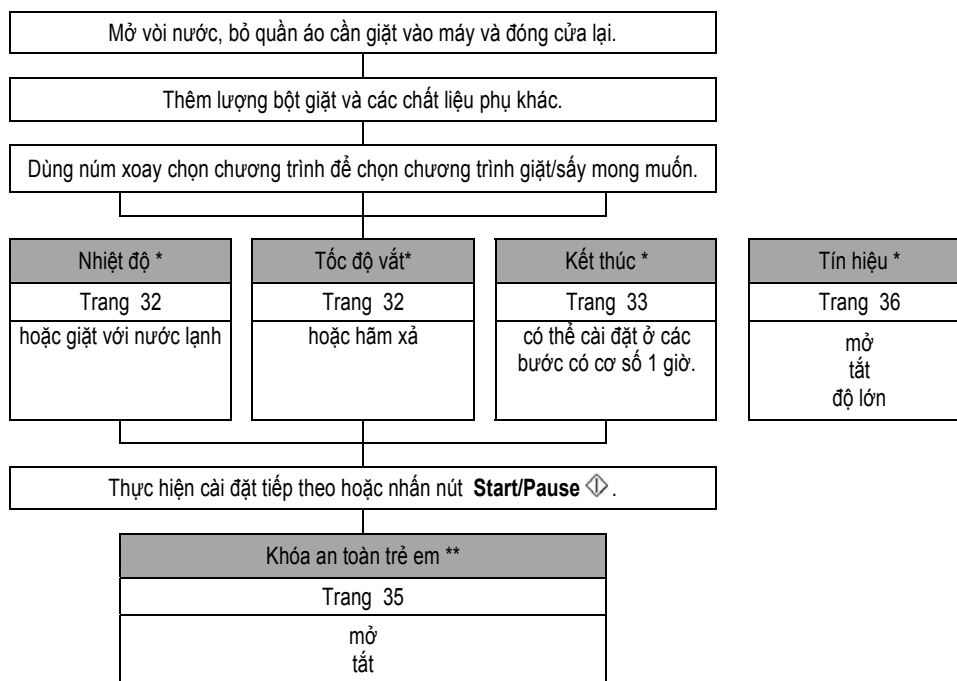 Mở vòi nước, bỏ quần áo cần giặt vào máy và đóng cửa lại.
Thêm lượng bột giặt và các chất liệu phụ khác.
Dùng núm xoay chọn chương trình để chọn chương trình giặt/sấy mong muốn.
Nhiệt độ *
Trang 32
hoặc giặt với nước lạnh
Tốc độ vắt*
Trang 32
hoặc hãm xả
Kết thúc *
Trang 33
có thể cài đặt ở các
bước có cơ số 1 giờ.
Tín hiệu *
Trang 36
mở
tắt
độ lớn
Thực hiện cài đặt tiếp theo hoặc nhấn nút Start/Pause .
Khóa an toàn trẻ em **
Trang 35
mở
tắt